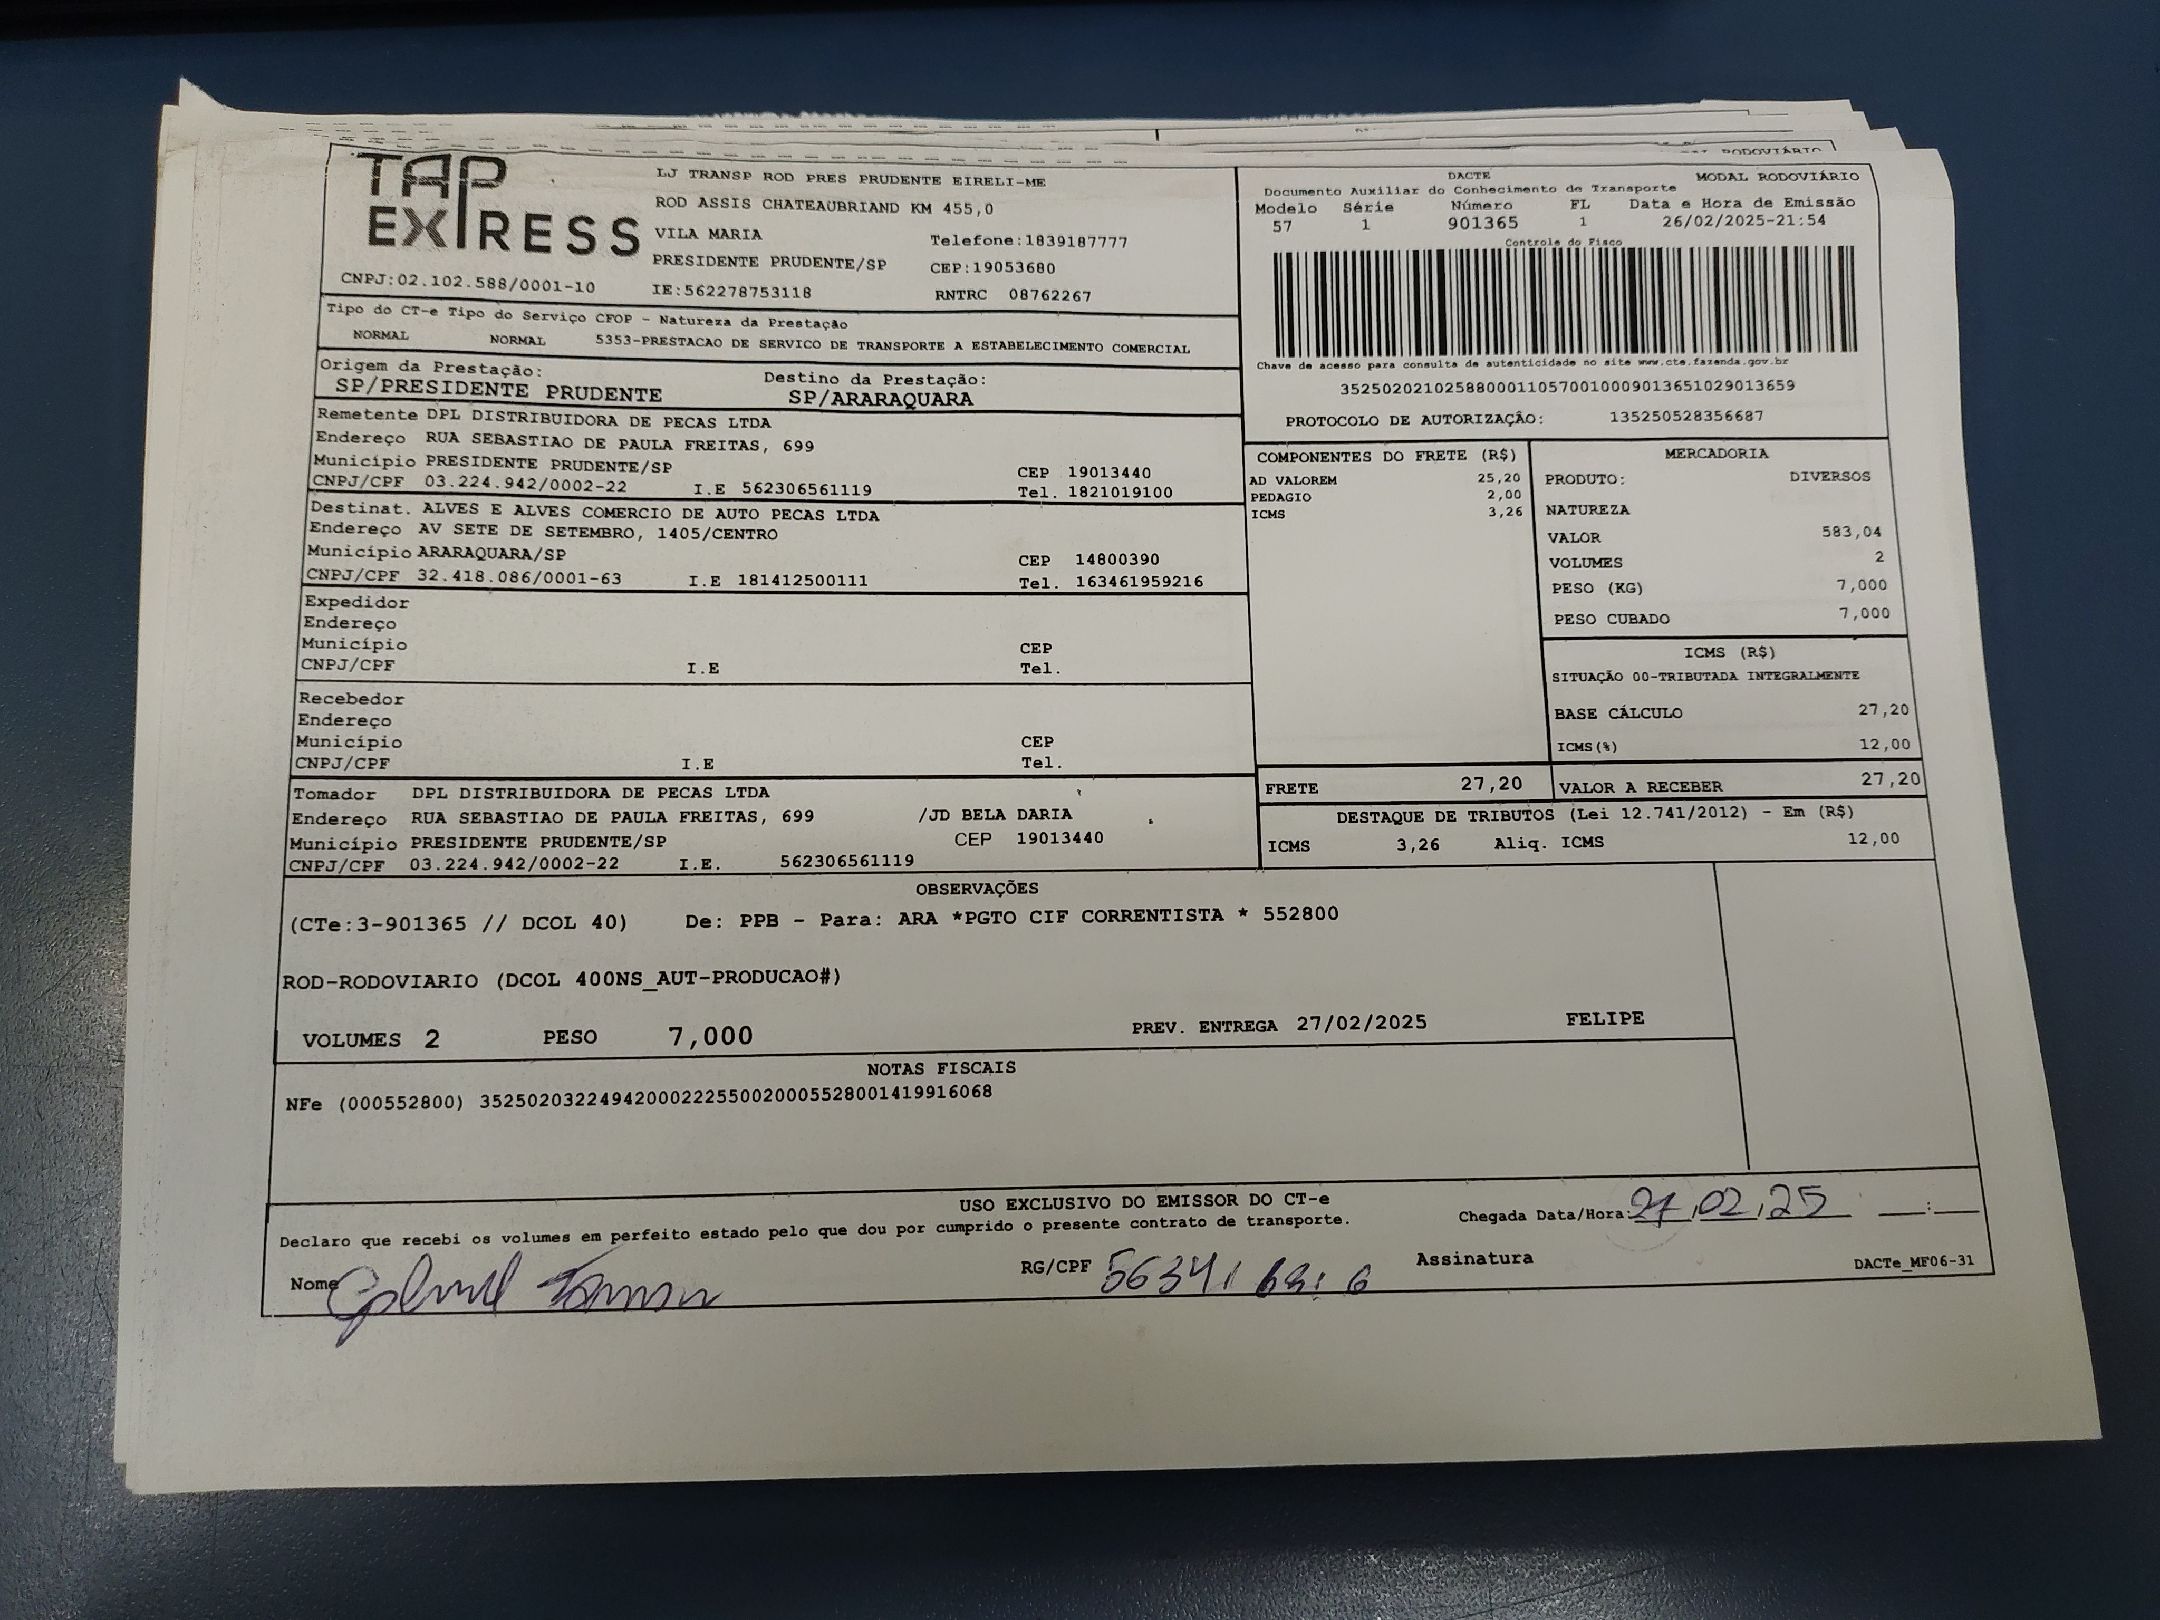 TAP EXPRESS
LJ TRANSP ROD PRES PRUDENTE EIRELI-ME
ROD ASSIS CHATEAUBRIAND KM 455,0
VILA MARIA Telefone:1839187777
PRESIDENTE PRUDENTE/SP CEP:19053680
CNPJ:02.102.588/0001-10 IE:562278753118 RNTRC 08762267
DACTE MODAL RODOVIÁRIO
Documento Auxiliar do Conhecimento de Transporte
Modelo Série Número FL Data e Hora de Emissão
57 1 901365 1 26/02/2025-21:54
Controle do Fisco
Chave de acesso para consulta de autenticidade no site www.cte.fazenda.gov.br
35250202102588000110570010009013651029013659
PROTOCOLO DE AUTORIZAÇÃO: 135250528356687
Tipo do CT-e Tipo do Serviço CFOP - Natureza da Prestação
NORMAL NORMAL 5353-PRESTACAO DE SERVICO DE TRANSPORTE A ESTABELECIMENTO COMERCIAL
Origem da Prestação: Destino da Prestação:
SP/PRESIDENTE PRUDENTE SP/ARARAQUARA
Remetente DPL DISTRIBUIDORA DE PECAS LTDA
Endereço RUA SEBASTIAO DE PAULA FREITAS, 699
Município PRESIDENTE PRUDENTE/SP CEP 19013440
CNPJ/CPF 03.224.942/0002-22 I.E 562306561119 Tel. 1821019100
Destinat. ALVES E ALVES COMERCIO DE AUTO PECAS LTDA
Endereço AV SETE DE SETEMBRO, 1405/CENTRO
Município ARARAQUARA/SP CEP 14800390
CNPJ/CPF 32.418.086/0001-63 I.E 181412500111 Tel. 163461959216
Expedidor
Endereço
Município CEP
CNPJ/CPF I.E Tel.
Recebedor
Endereço
Município CEP
CNPJ/CPF I.E Tel.
Tomador DPL DISTRIBUIDORA DE PECAS LTDA
Endereço RUA SEBASTIAO DE PAULA FREITAS, 699 /JD BELA DARIA
Município PRESIDENTE PRUDENTE/SP CEP 19013440
CNPJ/CPF 03.224.942/0002-22 I.E. 562306561119
COMPONENTES DO FRETE (R$)
AD VALOREM 25,20
PEDAGIO 2,00
ICMS 3,26
MERCADORIA
PRODUTO: DIVERSOS
NATUREZA
VALOR 583,04
VOLUMES 2
PESO (KG) 7,000
PESO CUBADO 7,000
ICMS (R$)
SITUAÇÃO 00-TRIBUTADA INTEGRALMENTE
BASE CÁLCULO 27,20
ICMS(%) 12,00
FRETE 27,20 VALOR A RECEBER 27,20
DESTAQUE DE TRIBUTOS (Lei 12.741/2012) - Em (R$)
ICMS 3,26 Aliq. ICMS 12,00
OBSERVAÇÕES
(CTe:3-901365 // DCOL 40) De: PPB - Para: ARA *PGTO CIF CORRENTISTA * 552800
ROD-RODOVIARIO (DCOL 400NS_AUT-PRODUCAO#)
VOLUMES 2 PESO 7,000 PREV. ENTREGA 27/02/2025 FELIPE
NOTAS FISCAIS
NFe (000552800) 35250203224942000222550020005528001419916068
USO EXCLUSIVO DO EMISSOR DO CT-e
Declaro que recebi os volumes em perfeito estado pelo que dou por cumprido o presente contrato de transporte. Chegada Data/Hora: 27,02,25 :
Nome RG/CPF Assinatura DACTe_MF06-31